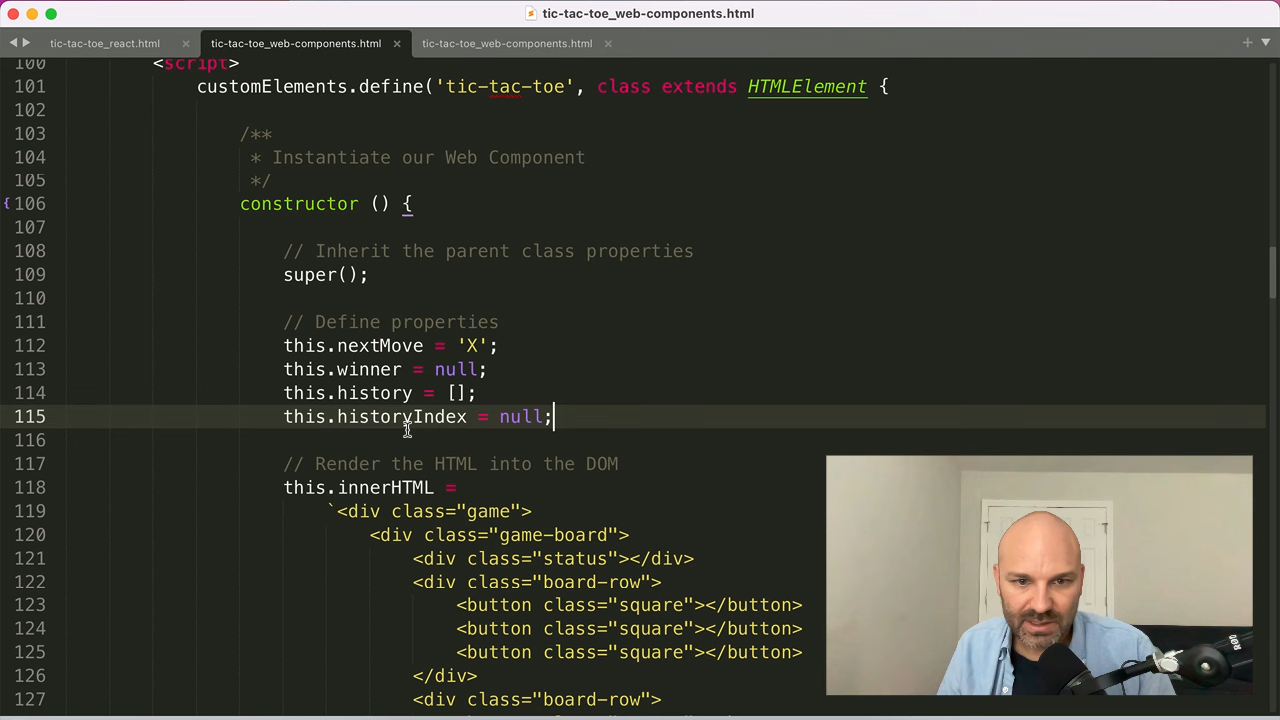 tic-tac-toe_web-components.html
tic-tac-toe_react.html × tic-tac-toe_web-components.html × tic-tac-toe_web-components.html ×
100 <script>
101 customElements.define('tic-tac-toe', class extends HTMLElement {
102
103 /**
104 * Instantiate our Web Component
105 */
106 constructor () {
107
108 // Inherit the parent class properties
109 super();
110
111 // Define properties
112 this.nextMove = 'X';
113 this.winner = null;
114 this.history = [];
115 this.historyIndex = null;
116
117 // Render the HTML into the DOM
118 this.innerHTML =
119 `<div class="game">
120 <div class="game-board">
121 <div class="status"></div>
122 <div class="board-row">
123 <button class="square"></button>
124 <button class="square"></button>
125 <button class="square"></button>
126 </div>
127 <div class="board-row">
RØDE